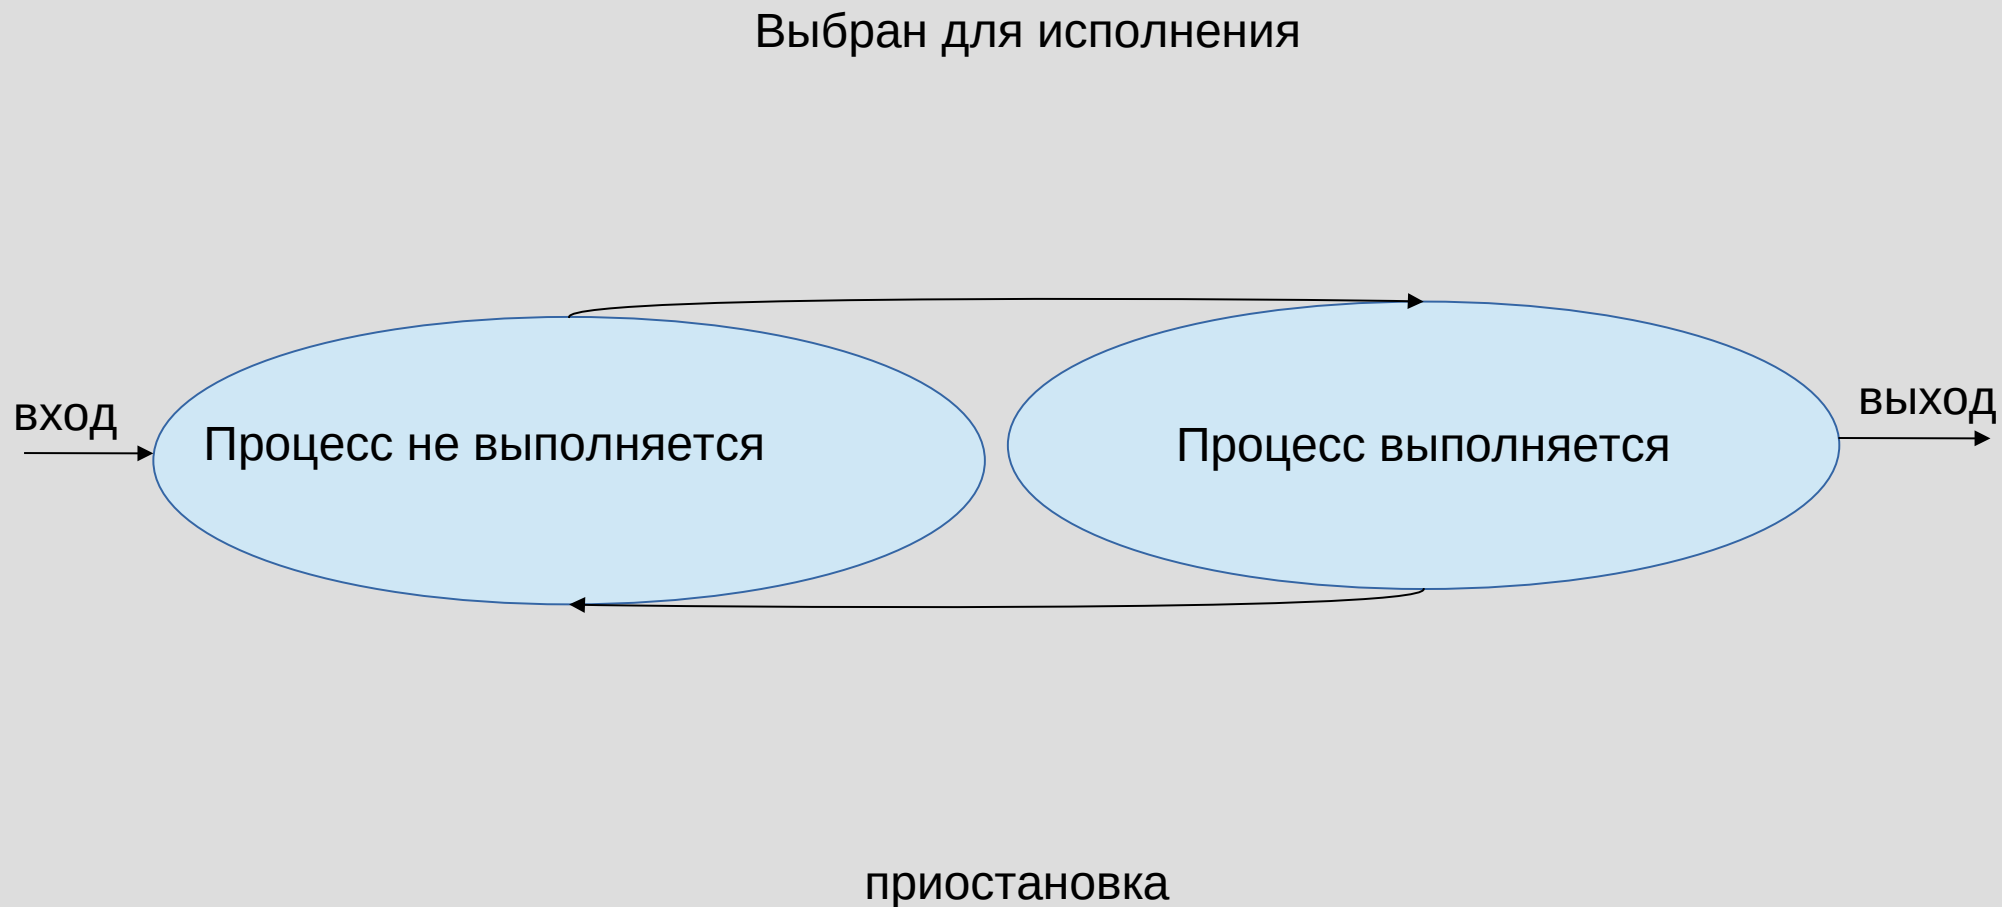 Выбран для исполнения
вход
Процесс не выполняется
Процесс выполняется
выход
приостановка